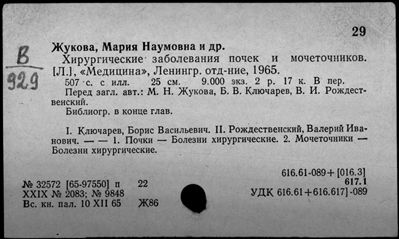 29
Жукова, Мария Наумовна и др.
В
929
Хирургические заболевания почек и мочеточников.
[Л.], «Медицина», Ленингр. отд-ние, 1965.
507 с. с илл. 25 см. 9.000 экз. 2 р. 17 к. В пер.
Перед загл. авт.: М. Н. Жукова, Б. В. Ключарев, В. И. Рождест-
венский.
Библиогр. в конце глав.
I. Ключарев, Борис Васильевич. II. Рождественский, Валерий Ива-
нович. — — 1. Почки — Болезни хирургические. 2. Мочеточники —
Болезни хирургические.
616.61-089+[016.3]
617.1
№ 32572 [65-97550] п 22
XXIX № 2083; № 9848
УДК 616.61+616.617]-089
Вс. кн. пал. 10 XII 65 Ж86